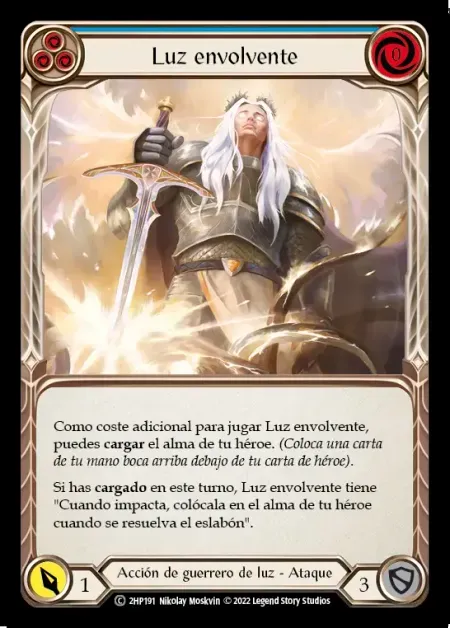 Luz envolvente
0
Como coste adicional para jugar Luz envolvente,
puedes cargar el alma de tu héroe. (Coloca una carta
de tu mano boca arriba debajo de tu carta de héroe).
Si has cargado en este turno, Luz envolvente tiene
"Cuando impacta, colócala en el alma de tu héroe
cuando se resuelva el eslabón".
1
Acción de guerrero de luz - Ataque
3
C 2HP191 Nikolay Moskvin © 2022 Legend Story Studios